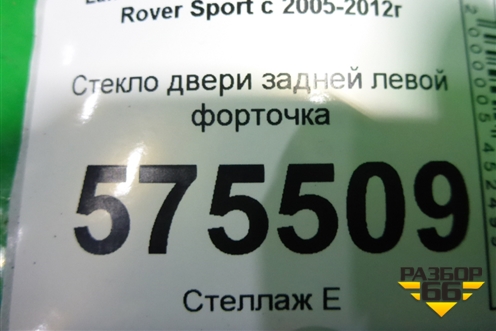 Rover Sport с 2005-2012г
Стекло двери задней левой
форточка
575509
Стеллаж Е
РАЗБОР
66